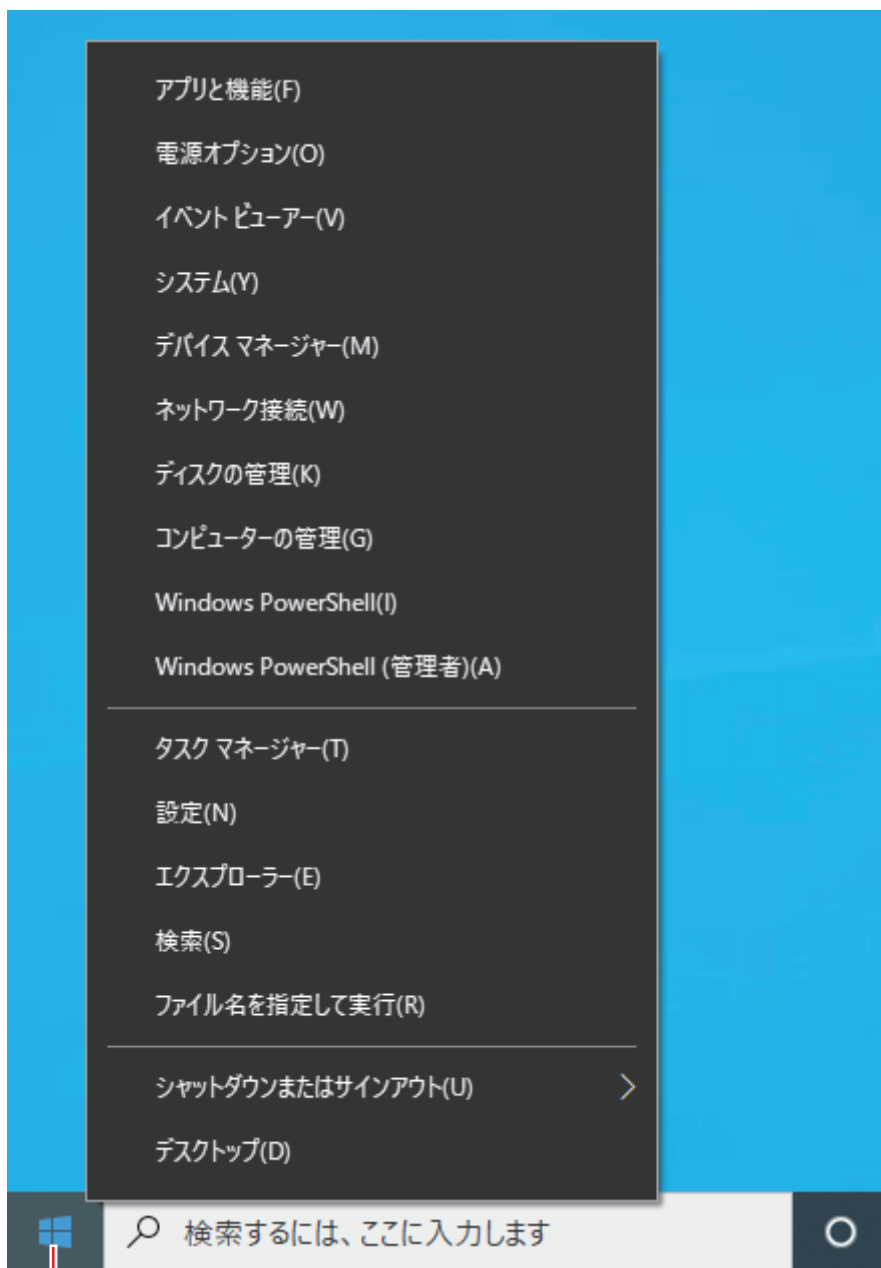 アプリと機能(F)
電源オプション(O)
イベント ビューアー(V)
システム(Y)
デバイス マネージャー(M)
ネットワーク接続(W)
ディスクの管理(K)
コンピューターの管理(G)
Windows PowerShell(I)
Windows PowerShell (管理者)(A)
タスク マネージャー(T)
設定(N)
エクスプローラー(E)
検索(S)
ファイル名を指定して実行(R)
シャットダウンまたはサインアウト(U)
デスクトップ(D)
検索するには、ここに入力します